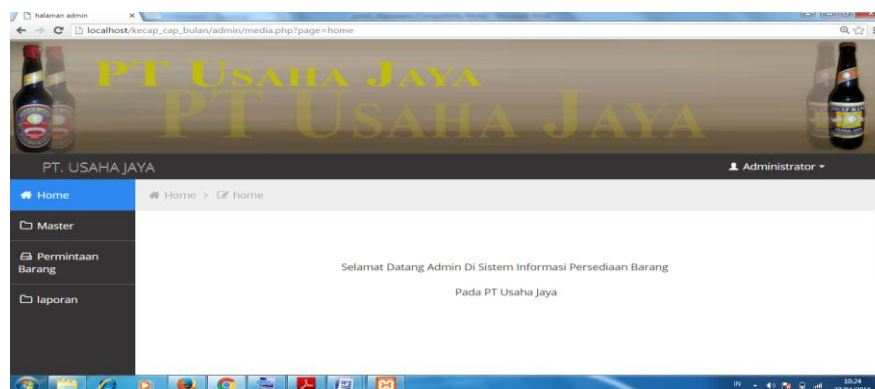 halaman admin
localhost/kecap_cap_bulan/admin/media.php?page=home
PT USAHA JAYA
PT USAHA JAYA
PT. USAHA JAYA
Administrator
Home
Home > home
Master
Permintaan
Barang
laporan
Selamat Datang Admin Di Sistem Informasi Persediaan Barang
Pada PT Usaha Jaya
IN
10:24